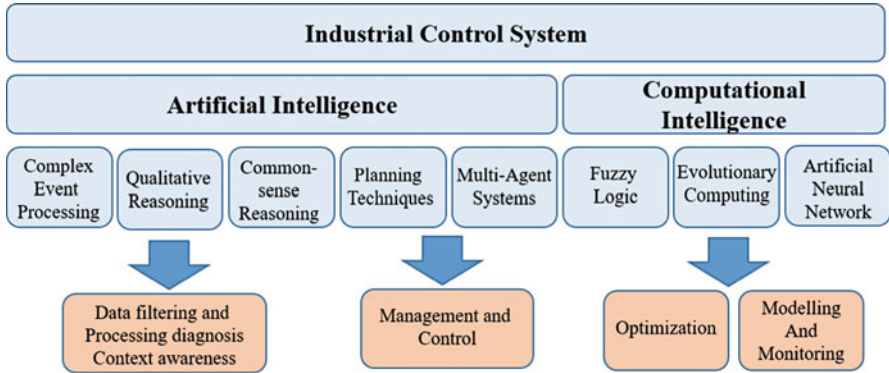 Industrial Control System
Artificial Intelligence
Computational
Intelligence
Complex
Event
Processing
Qualitative
Reasoning
Common-
sense
Reasoning
Planning
Techniques
Multi-Agent
Systems
Fuzzy
Logic
Evolutionary
Computing
Artificial
Neural
Network
Data filtering and
Processing diagnosis
Context awareness
Management and
Control
Optimization
Modelling
And
Monitoring